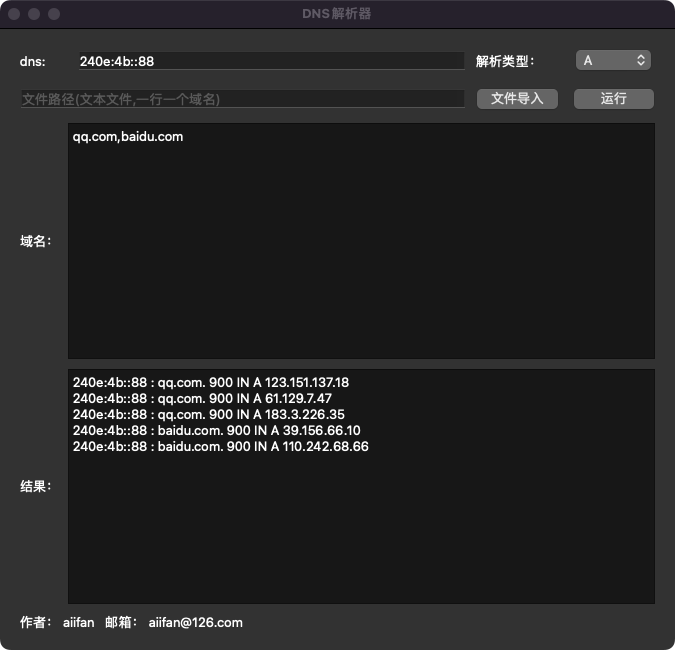 DNS解析器
dns: 240e:4b::88 解析类型： A
文件路径(文本文件,一行一个域名) 文件导入 运行
qq.com,baidu.com
域名：
240e:4b::88 : qq.com. 900 IN A 123.151.137.18
240e:4b::88 : qq.com. 900 IN A 61.129.7.47
240e:4b::88 : qq.com. 900 IN A 183.3.226.35
240e:4b::88 : baidu.com. 900 IN A 39.156.66.10
240e:4b::88 : baidu.com. 900 IN A 110.242.68.66
结果：
作者： aiifan 邮箱： aiifan@126.com